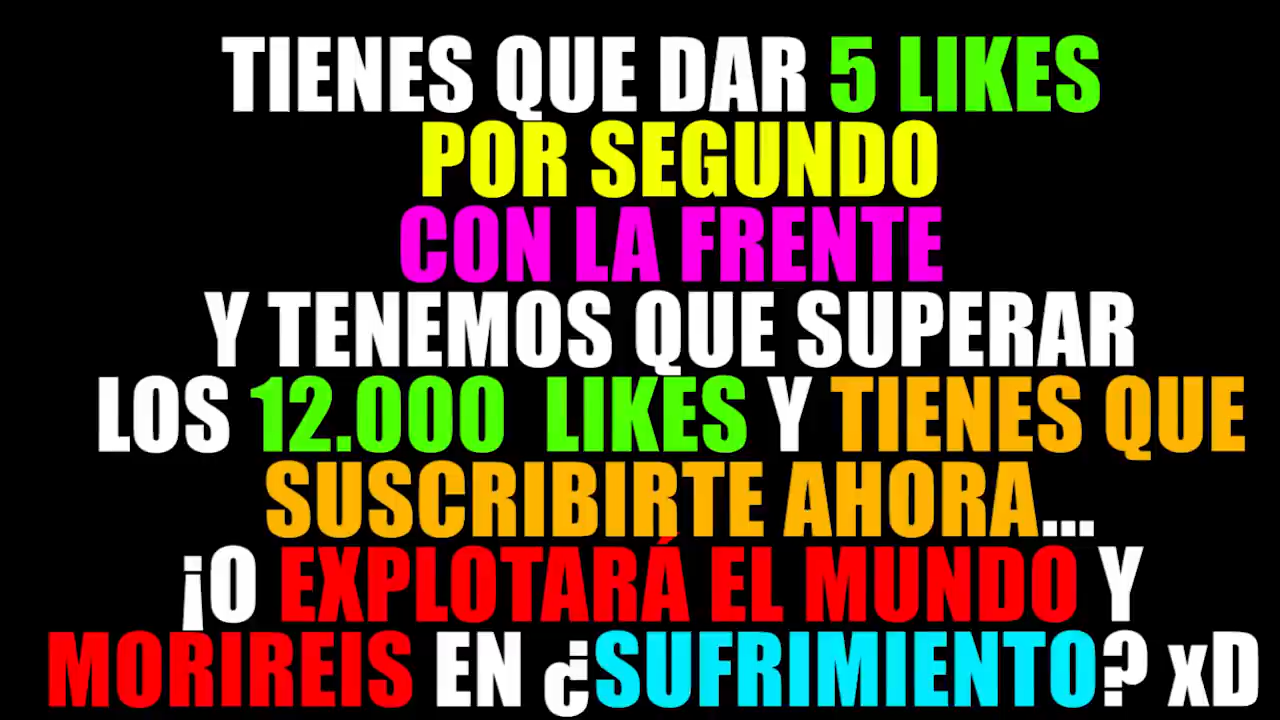 TIENES QUE DAR 5 LIKES
POR SEGUNDO
CON LA FRENTE
Y TENEMOS QUE SUPERAR
LOS 12.000 LIKES Y TIENES QUE
SUSCRIBIRTE AHORA...
¡O EXPLOTARÁ EL MUNDO Y
MORIREIS EN ¿SUFRIMIENTO? xD